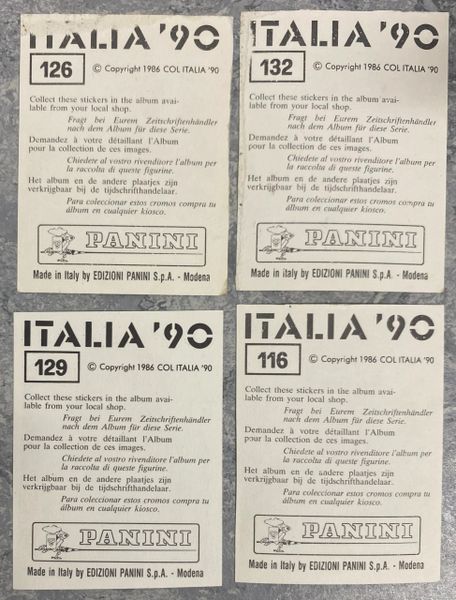 ITALIA '90
126 © Copyright 1986 COL ITALIA '90
Collect these stickers in the album avai-
lable from your local shop.
Fragt bei Eurem Zeitschriftenhändler
nach dem Album für diese Serie.
Demandez à votre détaillant l'Album
pour la collection de ces images.
Chiedete al vostro rivenditore l'album per
la raccolta di queste figurine.
Het album en de andere plaatjes zijn
verkrijgbaar bij de tijdschrifthandelaar.
Para coleccionar estos cromos compra tu
álbum en cualquier kiosco.
PANINI
Made in Italy by EDIZIONI PANINI S.p.A. - Modena
ITALIA '90
132 © Copyright 1986 COL ITALIA '90
Collect these stickers in the album avai-
lable from your local shop.
Fragt bei Eurem Zeitschriftenhändler
nach dem Album für diese Serie.
Demandez à votre détaillant l'Album
pour la collection de ces images.
Chiedete al vostro rivenditore l'album per
la raccolta di queste figurine.
Het album en de andere plaatjes zijn
verkrijgbaar bij de tijdschrifthandelaar.
Para coleccionar estos cromos compra tu
álbum en cualquier kiosco.
PANINI
Made in Italy by EDIZIONI PANINI S.p.A. - Modena
ITALIA '90
129 © Copyright 1986 COL ITALIA '90
Collect these stickers in the album avai-
lable from your local shop.
Fragt bei Eurem Zeitschriftenhändler
nach dem Album für diese Serie.
Demandez à votre détaillant l'Album
pour la collection de ces images.
Chiedete al vostro rivenditore l'album per
la raccolta di queste figurine.
Het album en de andere plaatjes zijn
verkrijgbaar bij de tijdschrifthandelaar.
Para coleccionar estos cromos compra tu
álbum en cualquier kiosco.
PANINI
Made in Italy by EDIZIONI PANINI S.p.A. - Modena
ITALIA '90
116 © Copyright 1986 COL ITALIA '90
Collect these stickers in the album avai-
lable from your local shop.
Fragt bei Eurem Zeitschriftenhändler
nach dem Album für diese Serie.
Demandez à votre détaillant l'Album
pour la collection de ces images.
Chiedete al vostro rivenditore l'album per
la raccolta di queste figurine.
Het album en de andere plaatjes zijn
verkrijgbaar bij de tijdschrifthandelaar.
Para coleccionar estos cromos compra tu
álbum en cualquier kiosco.
PANINI
Made in Italy by EDIZIONI PANINI S.p.A. - Modena